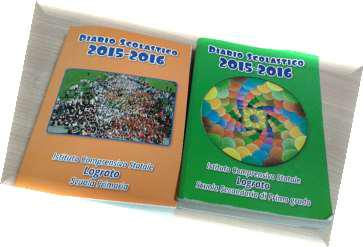 DIARIO SCOLASTICO
2015-2016
Istituto Comprensivo Statale
Lograto
Scuola Primaria
DIARIO SCOLASTICO
2015-2016
Istituto Comprensivo Statale
Lograto
Scuola Secondaria di Primo grado